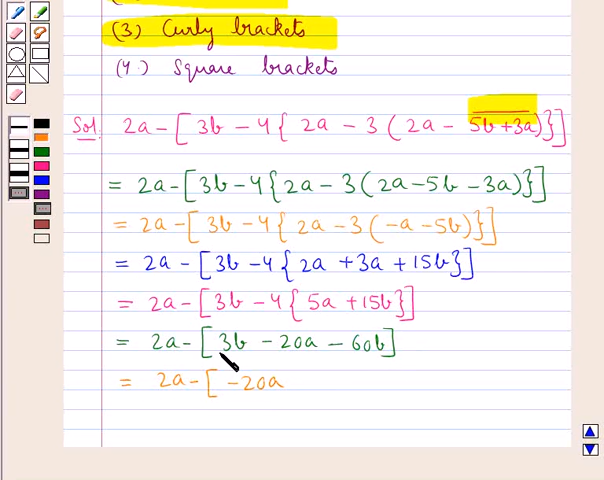 (3) Curly brackets
(4.) Square brackets
Sol. 2a - [ 3b - 4 { 2a - 3 ( 2a - \overline{5b + 3a} ) } ]
= 2a - [ 3b - 4 { 2a - 3 ( 2a - 5b - 3a ) } ]
= 2a - [ 3b - 4 { 2a - 3 ( -a - 5b ) } ]
= 2a - [ 3b - 4 { 2a + 3a + 15b } ]
= 2a - [ 3b - 4 { 5a + 15b } ]
= 2a - [ 3b - 20a - 60b ]
= 2a - [ -20a